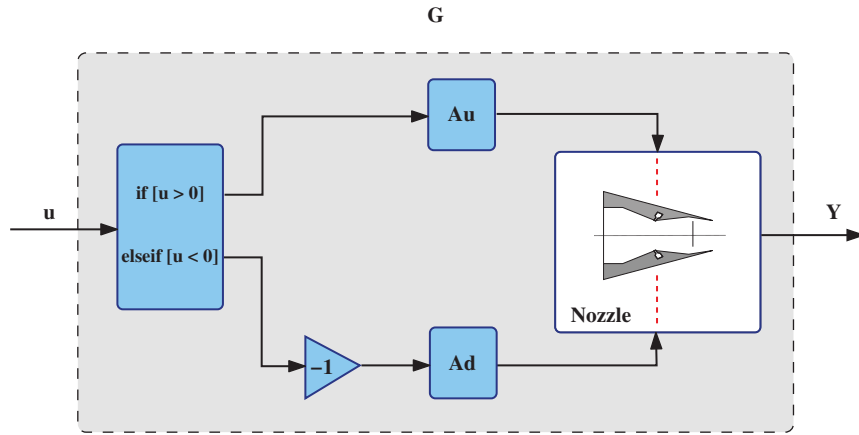 G
Au
if [u > 0]
u
elseif [u < 0]
Y
Nozzle
−1
Ad